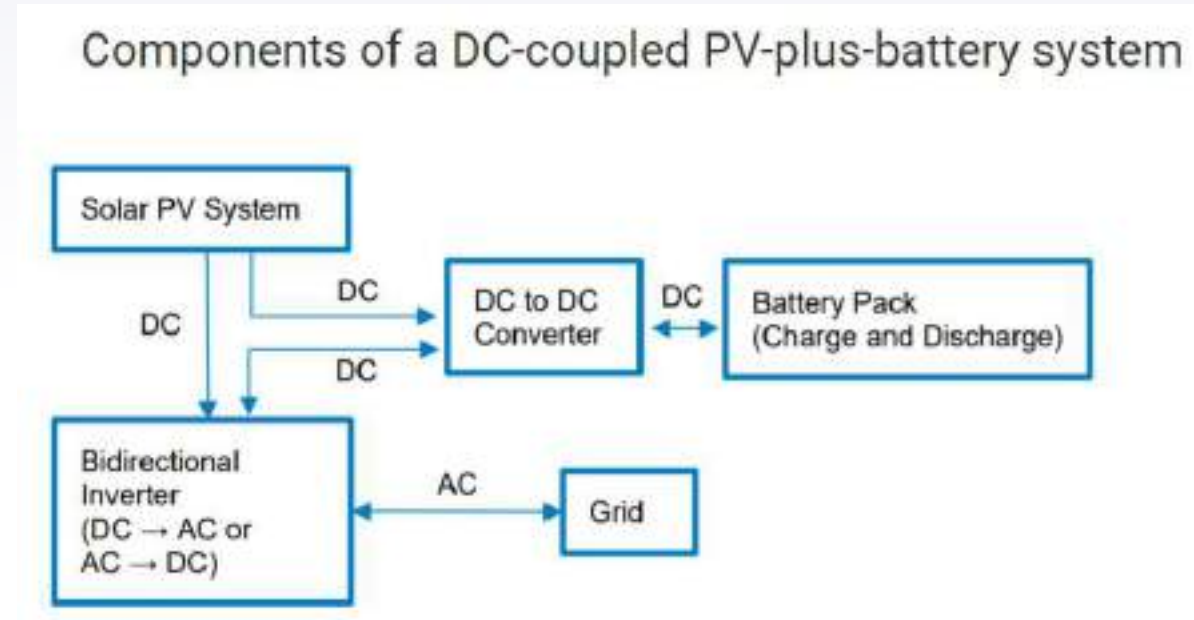 Components of a DC-coupled PV-plus-battery system
Solar PV System
DC
DC
DC to DC
Converter
DC
Battery Pack
(Charge and Discharge)
DC
Bidirectional
Inverter
(DC → AC or
AC → DC)
AC
Grid